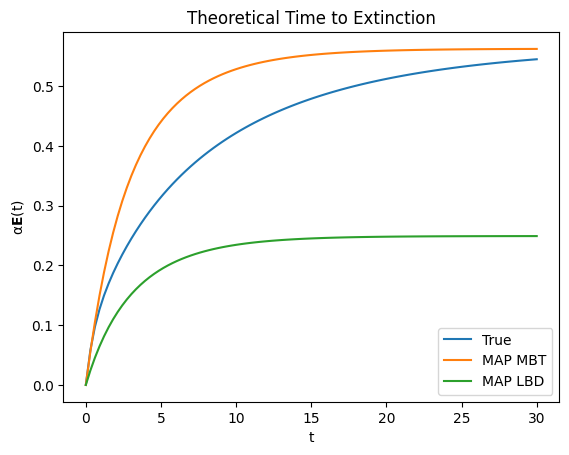 Theoretical Time to Extinction
αE(t)
0.5
0.4
0.3
0.2
0.1
0.0
True
MAP MBT
MAP LBD
0 5 10 15 20 25 30
t